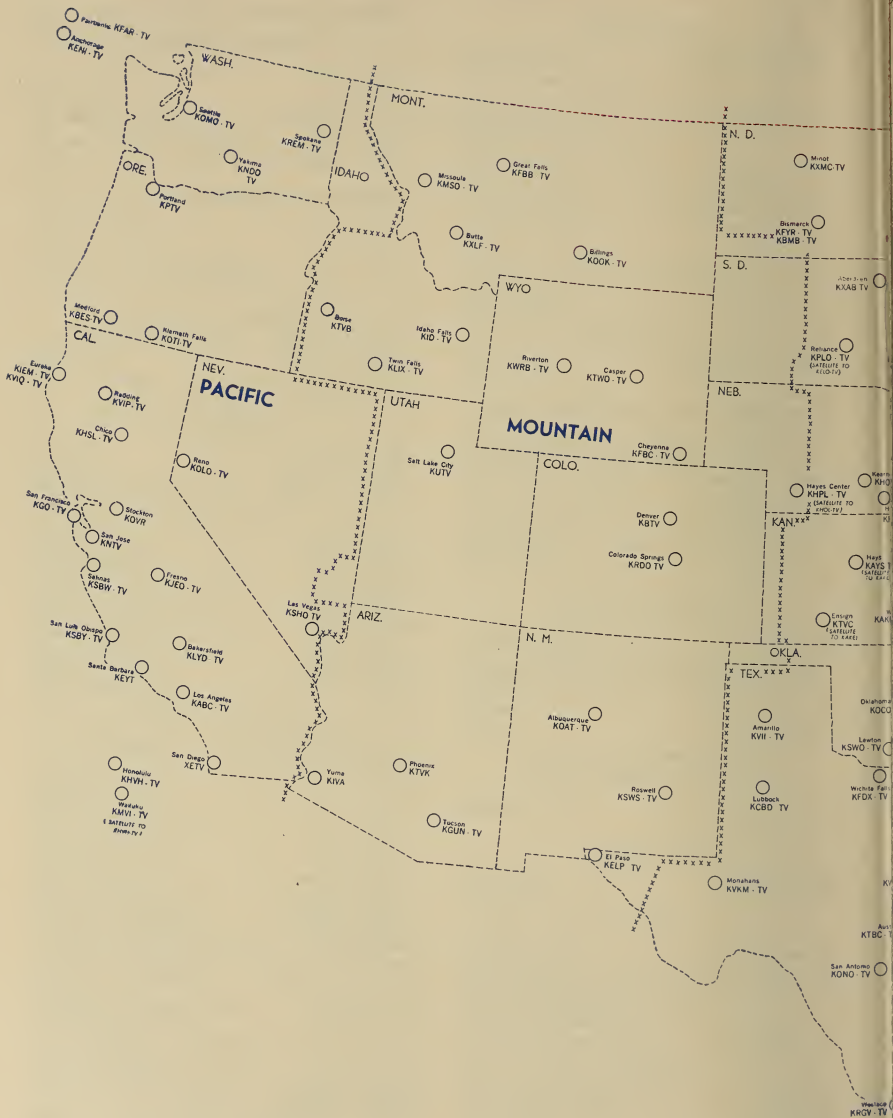 Fairbanks KFAR - TV
Anchorage
KENI - TV
WASH.
Seattle
KOMO - TV
Spokane
KREM - TV
Yakima
KNDO
TV
IDAHO
MONT.
Missoula
KMSO - TV
Great Falls
KFBB TV
Butte
KXLF - TV
Billings
KOOK - TV
N. D.
Minot
KXMC-TV
Bismarck
KFYR - TV
KBMB - TV
ORE.
Portland
KPTV
Medford
KBES-TV
Klamath Falls
KOTI-TV
Boise
KTVB
Idaho Falls
KID - TV
Twin Falls
KLIX - TV
WYO
Riverton
KWRB - TV
Casper
KTWO - TV
Cheyenne
KFBC - TV
S. D.
Aberdeen
KXAB TV
Reliance
KPLO - TV
(SATELLITE TO
KELO-TV)
NEB.
Hayes Center
KHPL - TV
(SATELLITE TO
KHOL-TV)
CAL.
Eureka
KIEM - TV
KVIQ - TV
Redding
KVIP-TV
Chico
KHSL-TV
NEV.
PACIFIC
Reno
KOLO - TV
UTAH
Salt Lake City
KUTV
MOUNTAIN
COLO.
Denver
KBTV
Colorado Springs
KRDO TV
KAN.
Hays
KAYS T
(SATELLITE
Ensign
KTVC
(SATELLITE
TO KAKE)
San Francisco
KGO - TV
Stockton
KOVR
San Jose
KNTV
Salinas
KSBW - TV
Fresno
KJEO - TV
San Luis Obispo
KSBY - TV
Bakersfield
KLYD - TV
Santa Barbara
KEYT
Los Angeles
KABC - TV
San Diego
XETV
Las Vegas
KSHO TV
ARIZ.
Yuma
KIVA
Phoenix
KTVK
Tucson
KGUN - TV
N. M.
Albuquerque
KOAT - TV
Roswell
KSWS - TV
OKLA.
TEX.
Amarillo
KVII - TV
Oklahoma
KOCO
Lawton
KSWO - TV
Lubbock
KCBD TV
Wichita Fall
KFDX - TV
El Paso
KELP TV
Monahans
KVKM - TV
KTBC - T
San Antonio
KONO - TV
Weslaco
KRGV - TV
Honolulu
KHVH - TV
Wailuku
KMVI - TV
(SATELLITE TO
KHVH-TV)